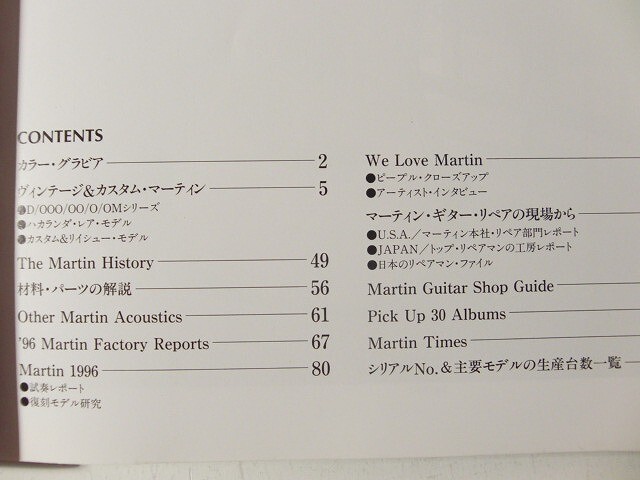 CONTENTS
カラー・グラビア 2
ヴィンテージ&カスタム・マーティン 5
●D/OOO/OO/O/OMシリーズ
●ハカランダ・レア・モデル
●カスタム&リイシュー・モデル
The Martin History 49
材料・パーツの解説 56
Other Martin Acoustics 61
'96 Martin Factory Reports 67
Martin 1996 80
●試奏レポート
●復刻モデル研究
We Love Martin
●ピープル・クローズアップ
●アーティスト・インタビュー
マーティン・ギター・リペアの現場から
●U.S.A./マーティン本社・リペア部門レポート
●JAPAN/トップ・リペアマンの工房レポート
●日本のリペアマン・ファイル
Martin Guitar Shop Guide
Pick Up 30 Albums
Martin Times
シリアルNo.&主要モデルの生産台数一覧